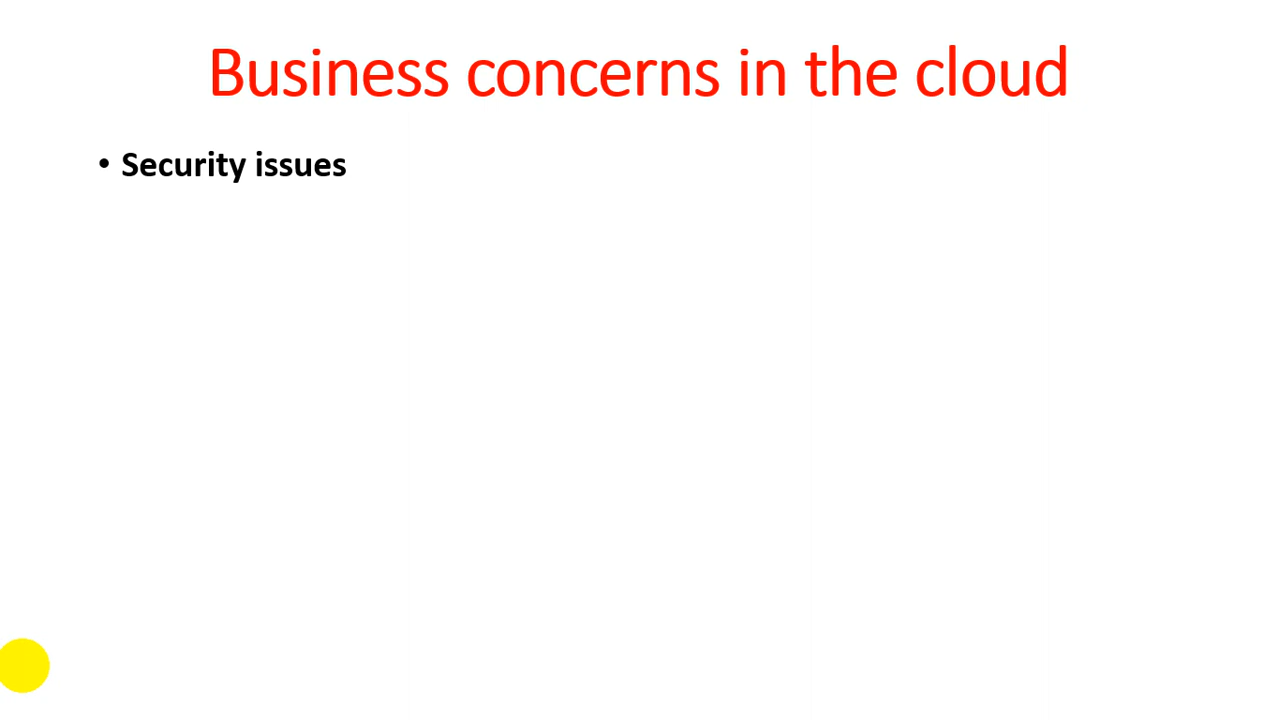 Business concerns in the cloud
• Security issues